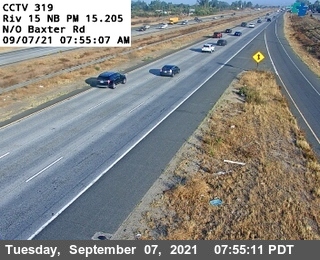 CCTV 319
Riv 15 NB PM 15.205
N/O Baxter Rd
09/07/21 07:55:07 AM
Tuesday, September 07, 2021 07:55:11 PDT